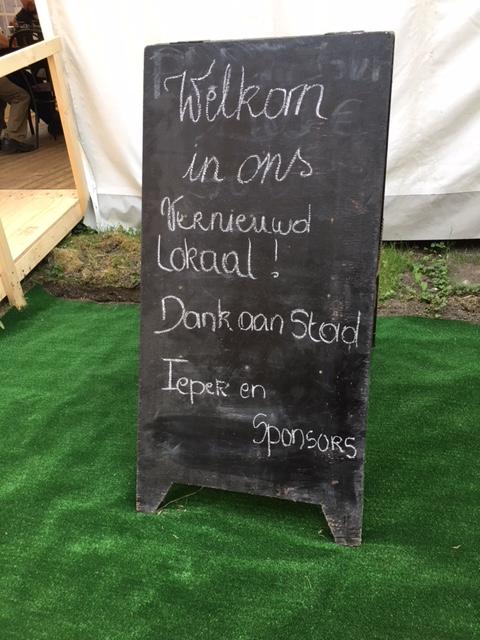 Welkom
in ons
Vernieuwd
Lokaal !
Dank aan Stad
Ieper en
Sponsors